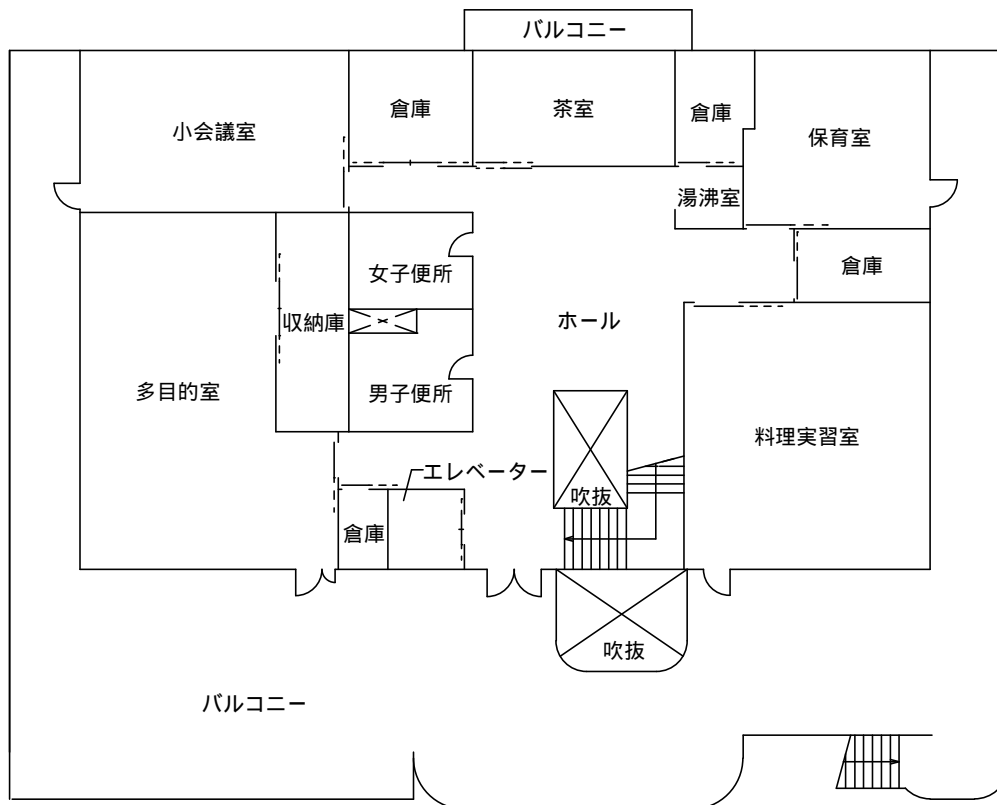 バルコニー
小会議室
倉庫
茶室
倉庫
保育室
湯沸室
女子便所
倉庫
収納庫
ホール
多目的室
男子便所
料理実習室
エレベーター
吹抜
倉庫
吹抜
バルコニー